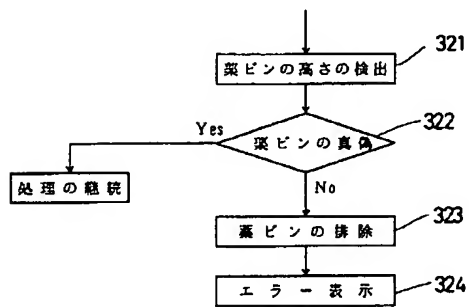 薬ビンの高さの検出
321
薬ビンの真偽
322
Yes
No
処理の継続
薬ビンの排除
323
エラー表示
324